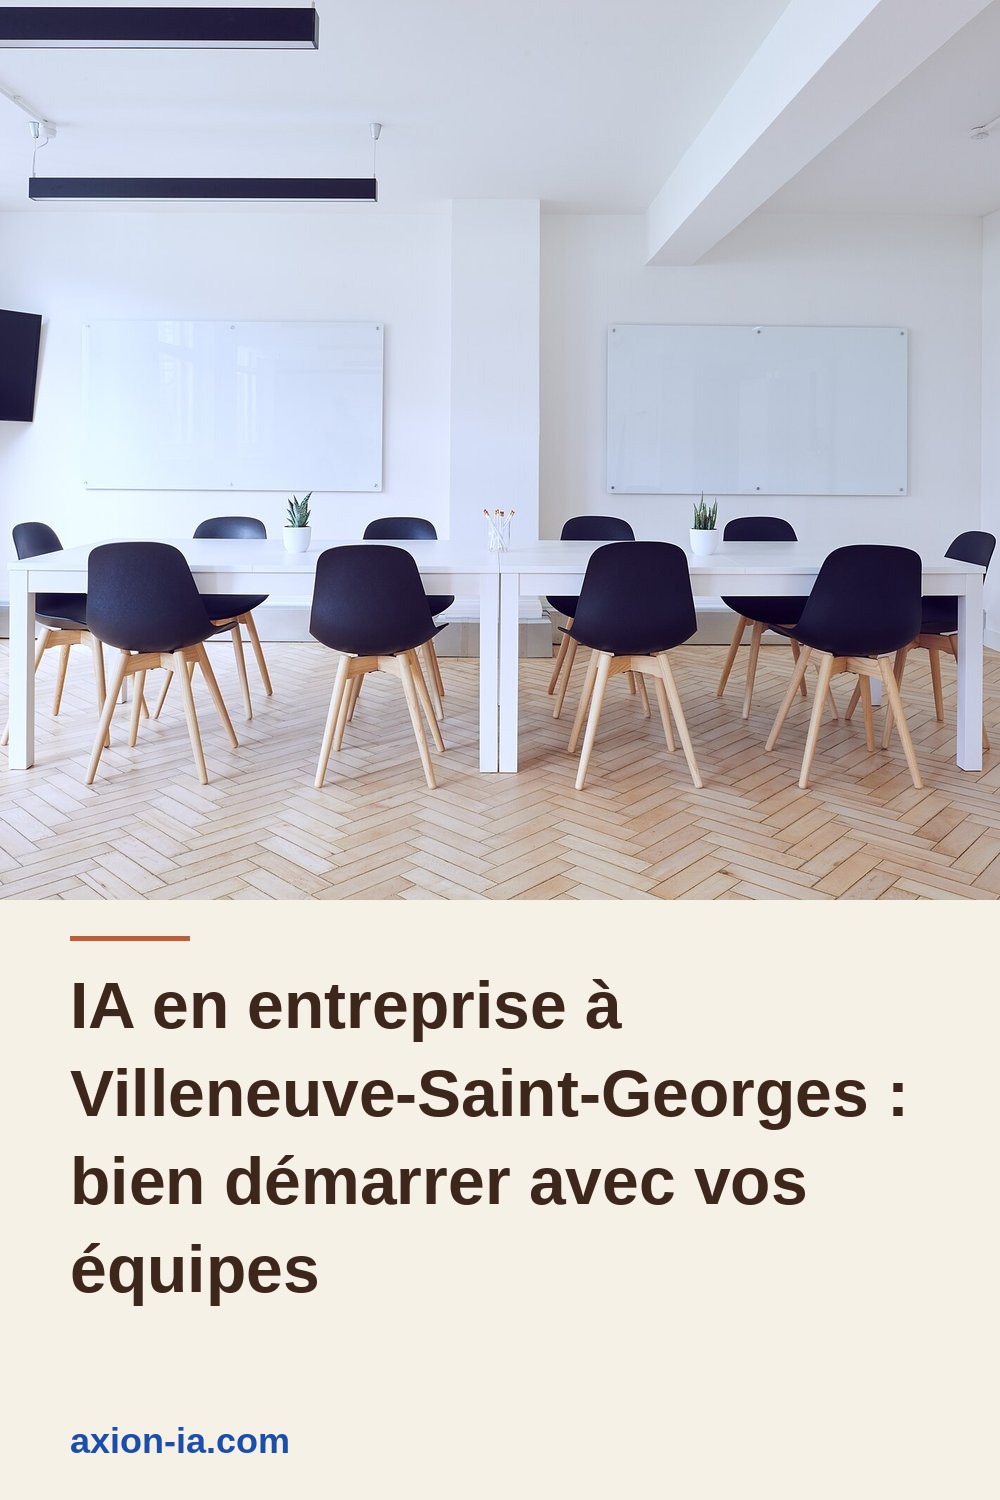 IA en entreprise à
Villeneuve-Saint-Georges :
bien démarrer avec vos
équipes
axion-ia.com